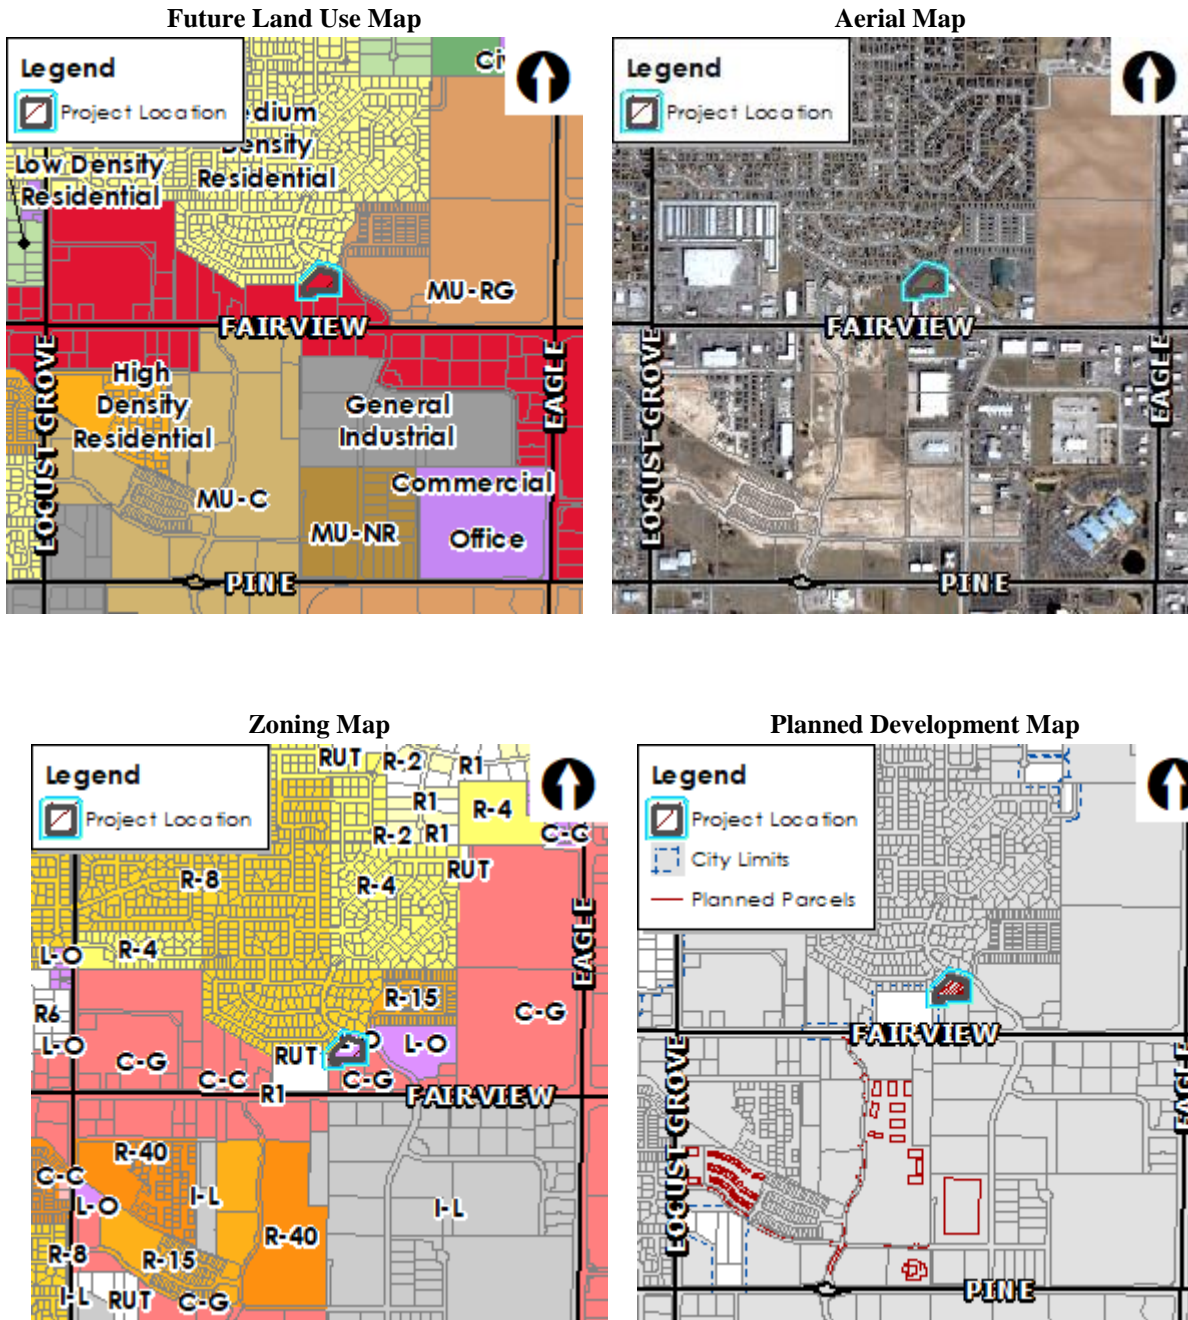 Future Land Use Map
Legend
Project Location
Ci
edium
Density
Residential
Low Density
Residential
MU-RG
FAIRVIEW
High
Density
Residential
General
Industrial
Commercial
MU-C
MU-NR
Office
LOCUST GROVE
EAGLE
PINE
Aerial Map
Legend
Project Location
FAIRVIEW
LOCUST GROVE
EAGLE
PINE
Zoning Map
Legend
Project Location
RUT
R-2
R1
R1
R-4
R-2
R1
C-C
RUT
R-8
R-4
R-4
L-O
EAGLE
R-15
R6
C-G
L-O
L-O
RUT
C-G
C-C
C-G
R1
FAIRVIEW
R-40
C-C
I-L
L-O
I-L
R-40
R-8
R-15
I-L
RUT
C-G
Planned Development Map
Legend
Project Location
City Limits
Planned Parcels
FAIRVIEW
LOCUST GROVE
EAGLE
PINE